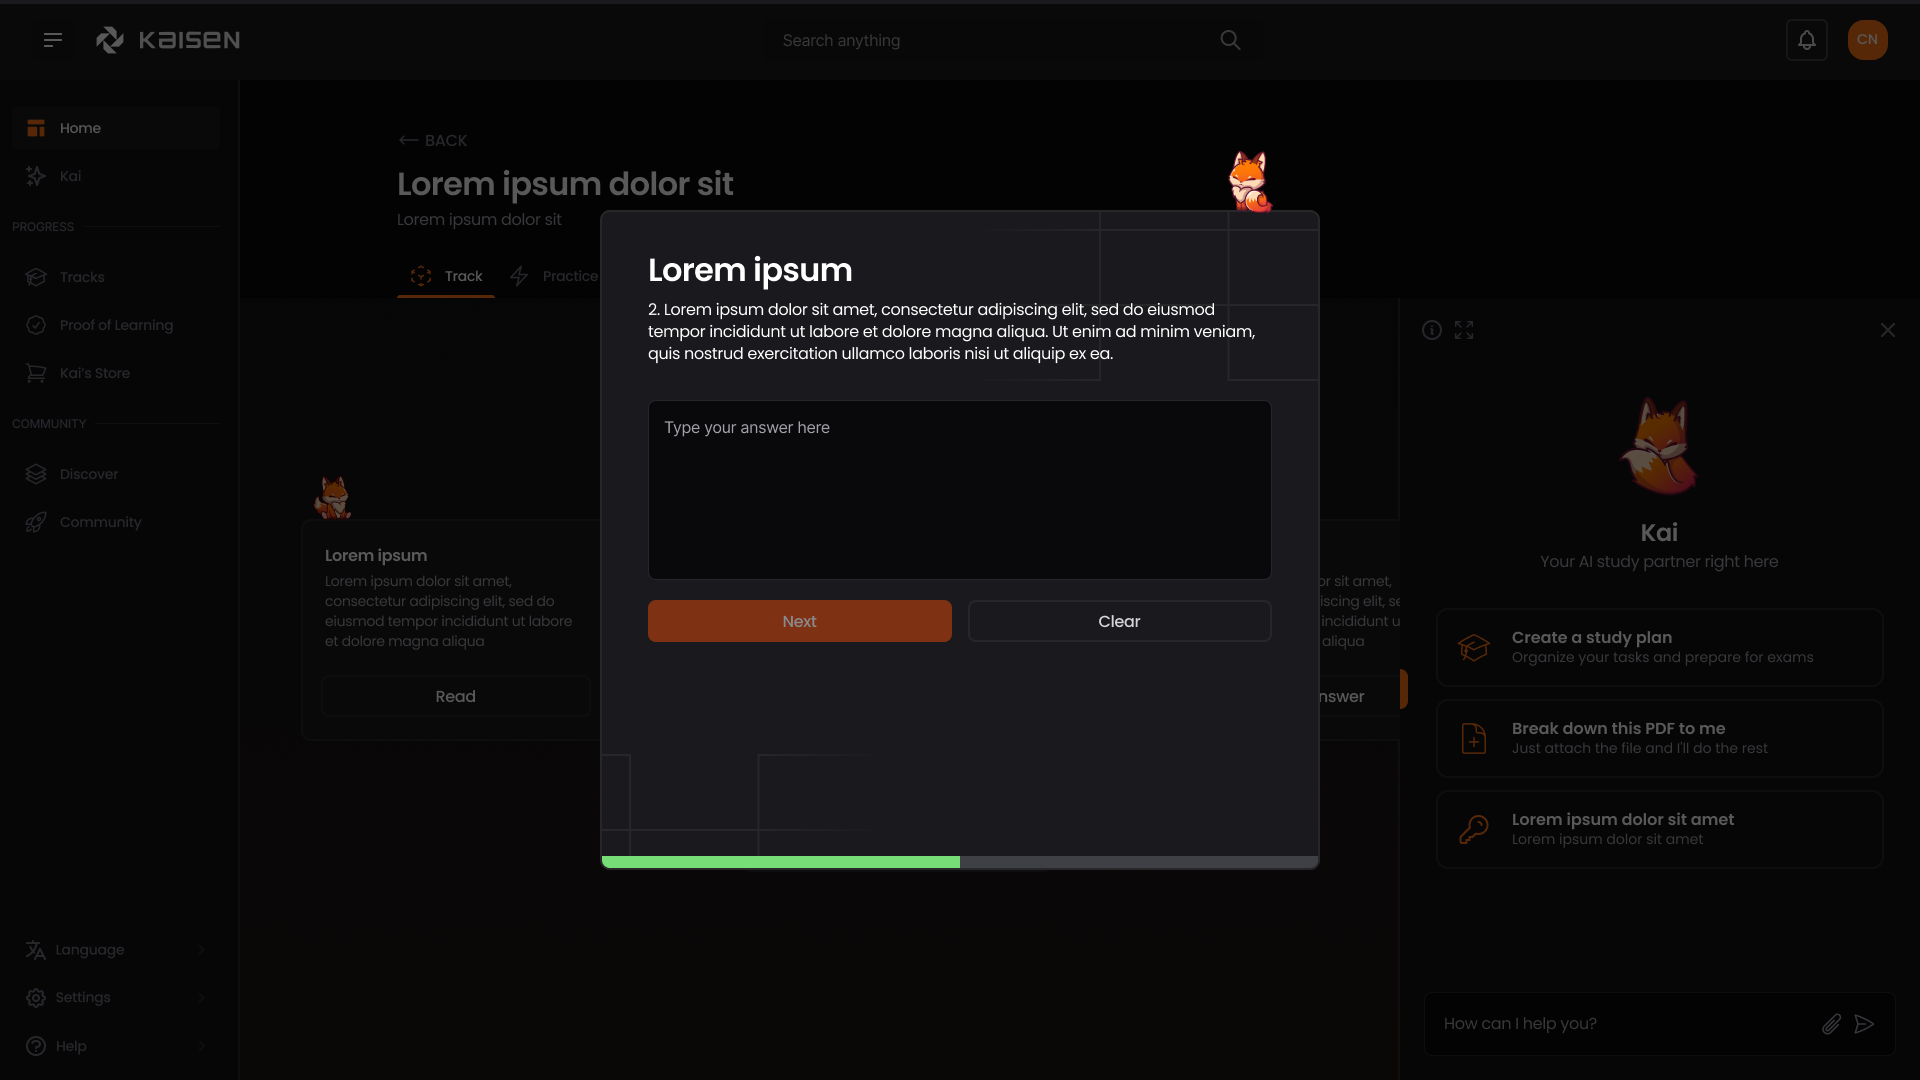 KAISEN
Search anything
CN
Home
Kai
PROGRESS
Tracks
Proof of Learning
Kai's Store
COMMUNITY
Discover
Community
Language
Settings
Help
BACK
Lorem ipsum dolor sit
Lorem ipsum dolor sit
Track
Practice
Lorem ipsum
Lorem ipsum dolor sit amet,
consectetur adipiscing elit, sed do
eiusmod tempor incididunt ut labore
et dolore magna aliqua
Read
Lorem ipsum
2. Lorem ipsum dolor sit amet, consectetur adipiscing elit, sed do eiusmod
tempor incididunt ut labore et dolore magna aliqua. Ut enim ad minim veniam,
quis nostrud exercitation ullamco laboris nisi ut aliquip ex ea.
Type your answer here
Next
Clear
or sit amet,
iscing elit, se
incididunt u
aliqua
nswer
Kai
Your AI study partner right here
Create a study plan
Organize your tasks and prepare for exams
Break down this PDF to me
Just attach the file and I'll do the rest
Lorem ipsum dolor sit amet
Lorem ipsum dolor sit amet
How can I help you?